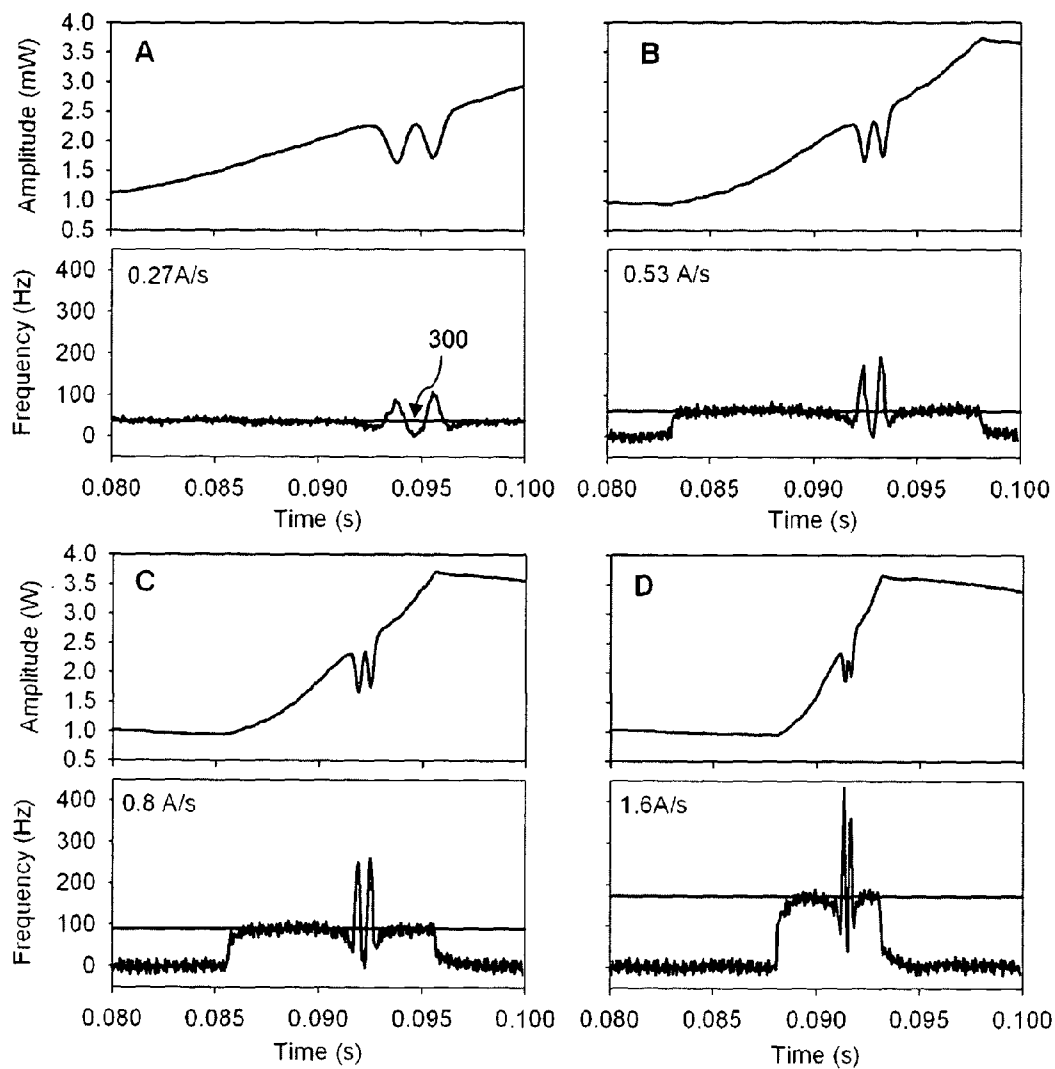 Amplitude (mW)
4.0
3.5
3.0
2.5
2.0
1.5
1.0
0.5
A
B
Frequency (Hz)
400
300
200
100
0
0.27A/s
300
0.53 A/s
0.080 0.085 0.090 0.095 0.100
Time (s)
0.080 0.085 0.090 0.095 0.100
Time (s)
Amplitude (W)
4.0
3.5
3.0
2.5
2.0
1.5
1.0
0.5
C
D
Frequency (Hz)
400
300
200
100
0
0.8 A/s
1.6A/s
0.080 0.085 0.090 0.095 0.100
Time (s)
0.080 0.085 0.090 0.095 0.100
Time (s)